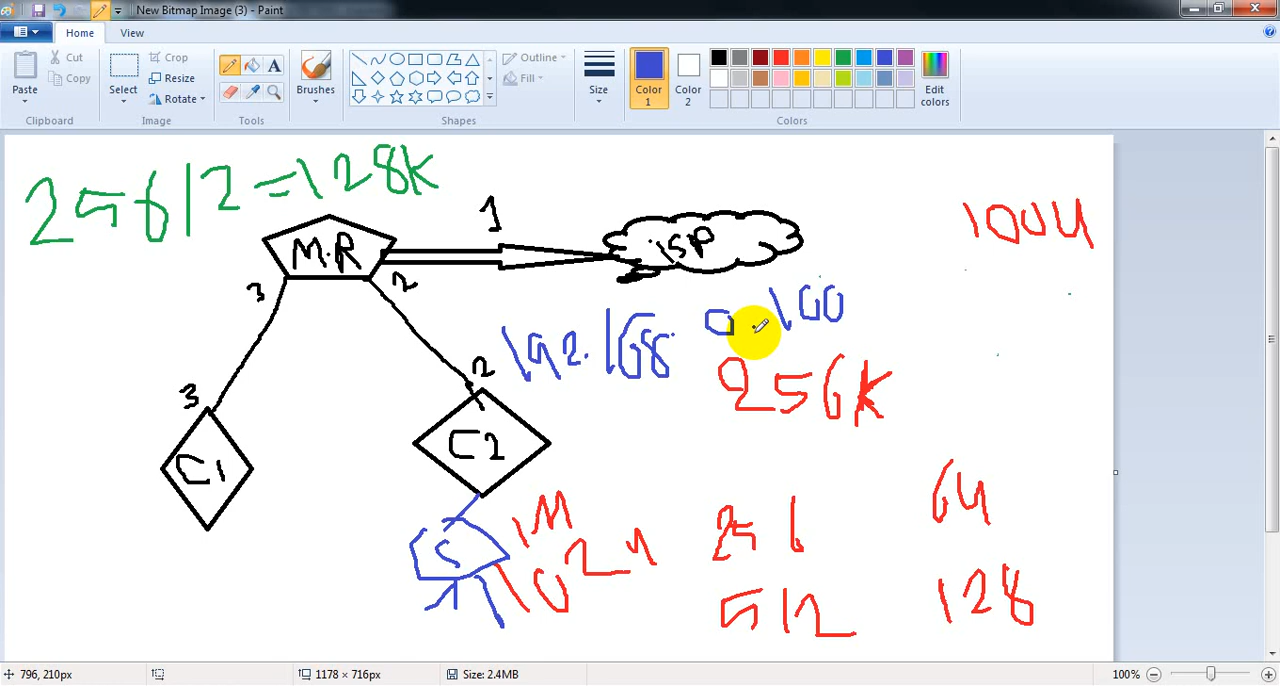 New Bitmap Image (3) - Paint
Home
View
Cut
Copy
Paste
Clipboard
Crop
Resize
Rotate
Select
Image
Tools
Brushes
Outline
Fill
Shapes
Size
Color 1
Color 2
Edit colors
Colors
256/2=128K
M.R
1
ISP
1004
3
2
192.168 0.100
256K
3
2
C1
C2
S
1M
1024
256
64
512
128
796, 210px
1178 × 716px
Size: 2.4MB
100%